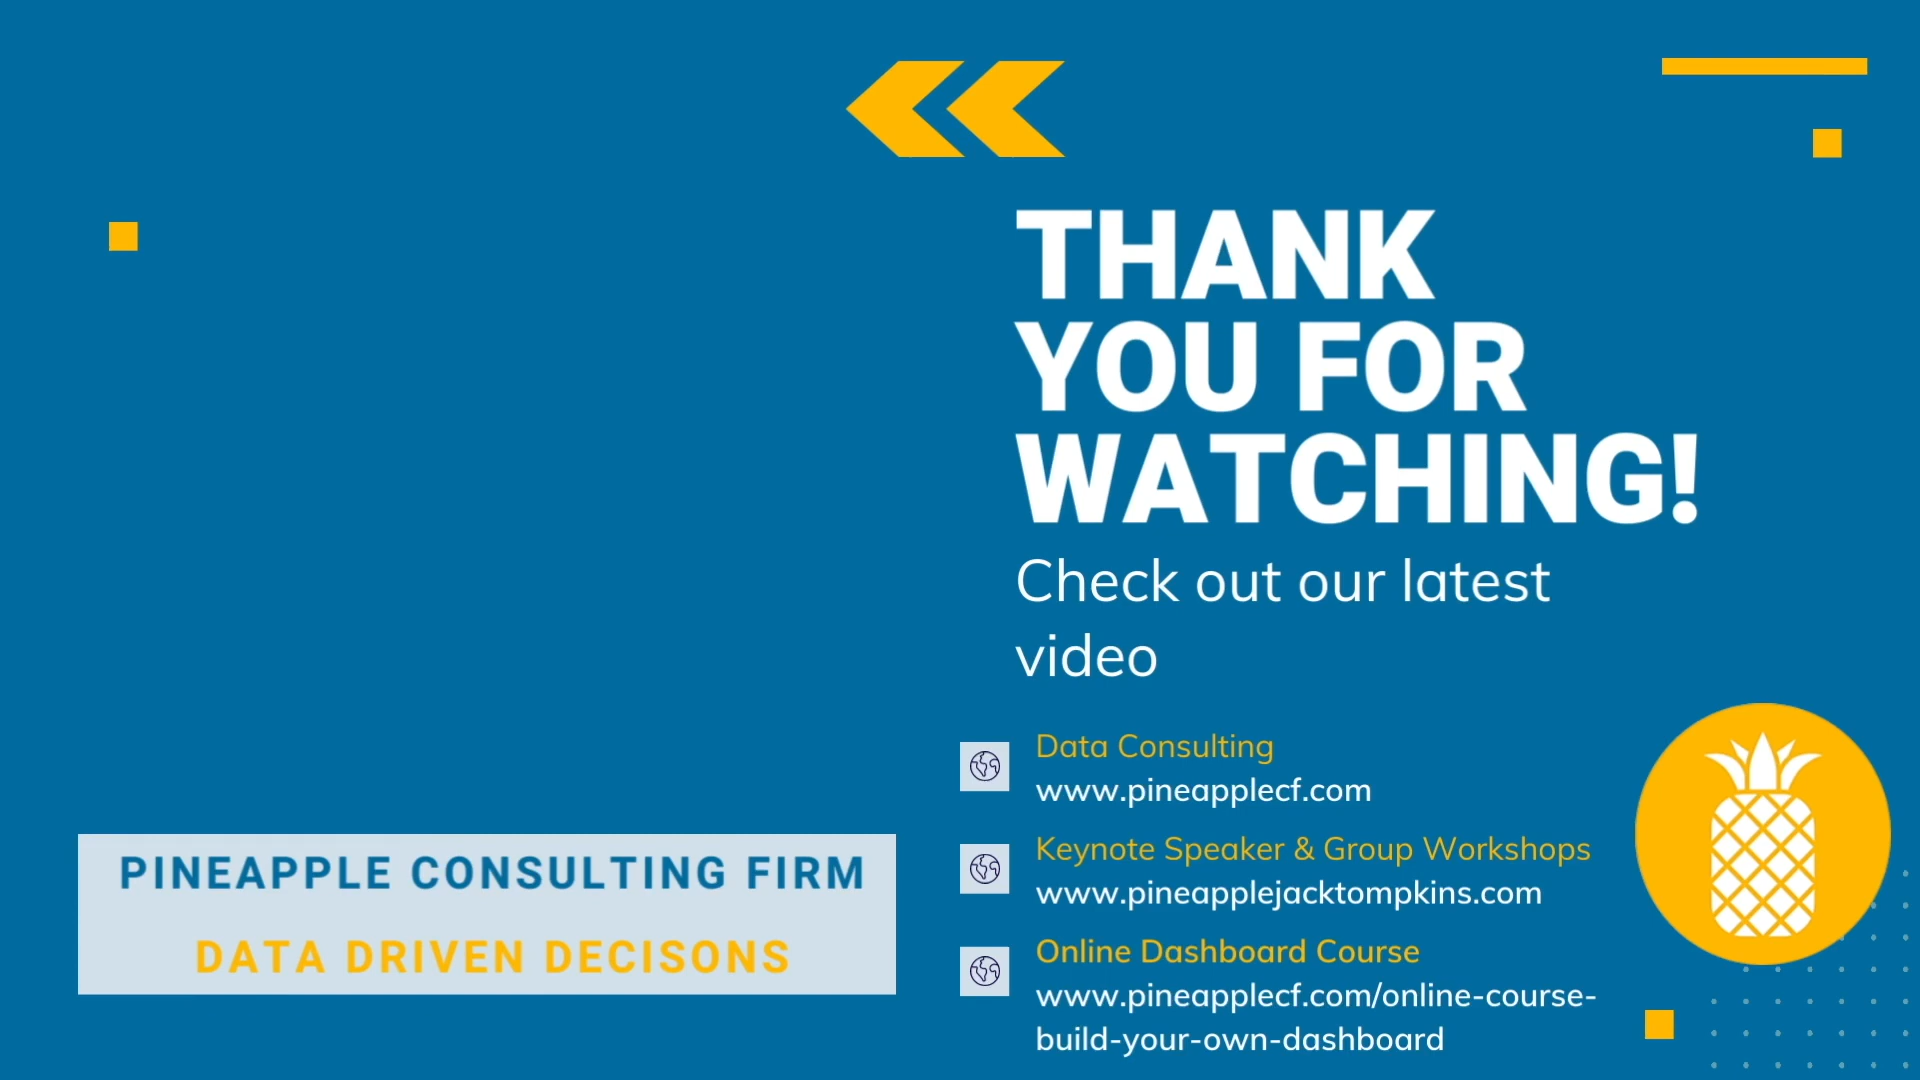 THANK
YOU FOR
WATCHING!
Check out our latest
video
Data Consulting
www.pineapplecf.com
Keynote Speaker & Group Workshops
www.pineapplejacktompkins.com
Online Dashboard Course
www.pineapplecf.com/online-course-
build-your-own-dashboard
PINEAPPLE CONSULTING FIRM
DATA DRIVEN DECISONS